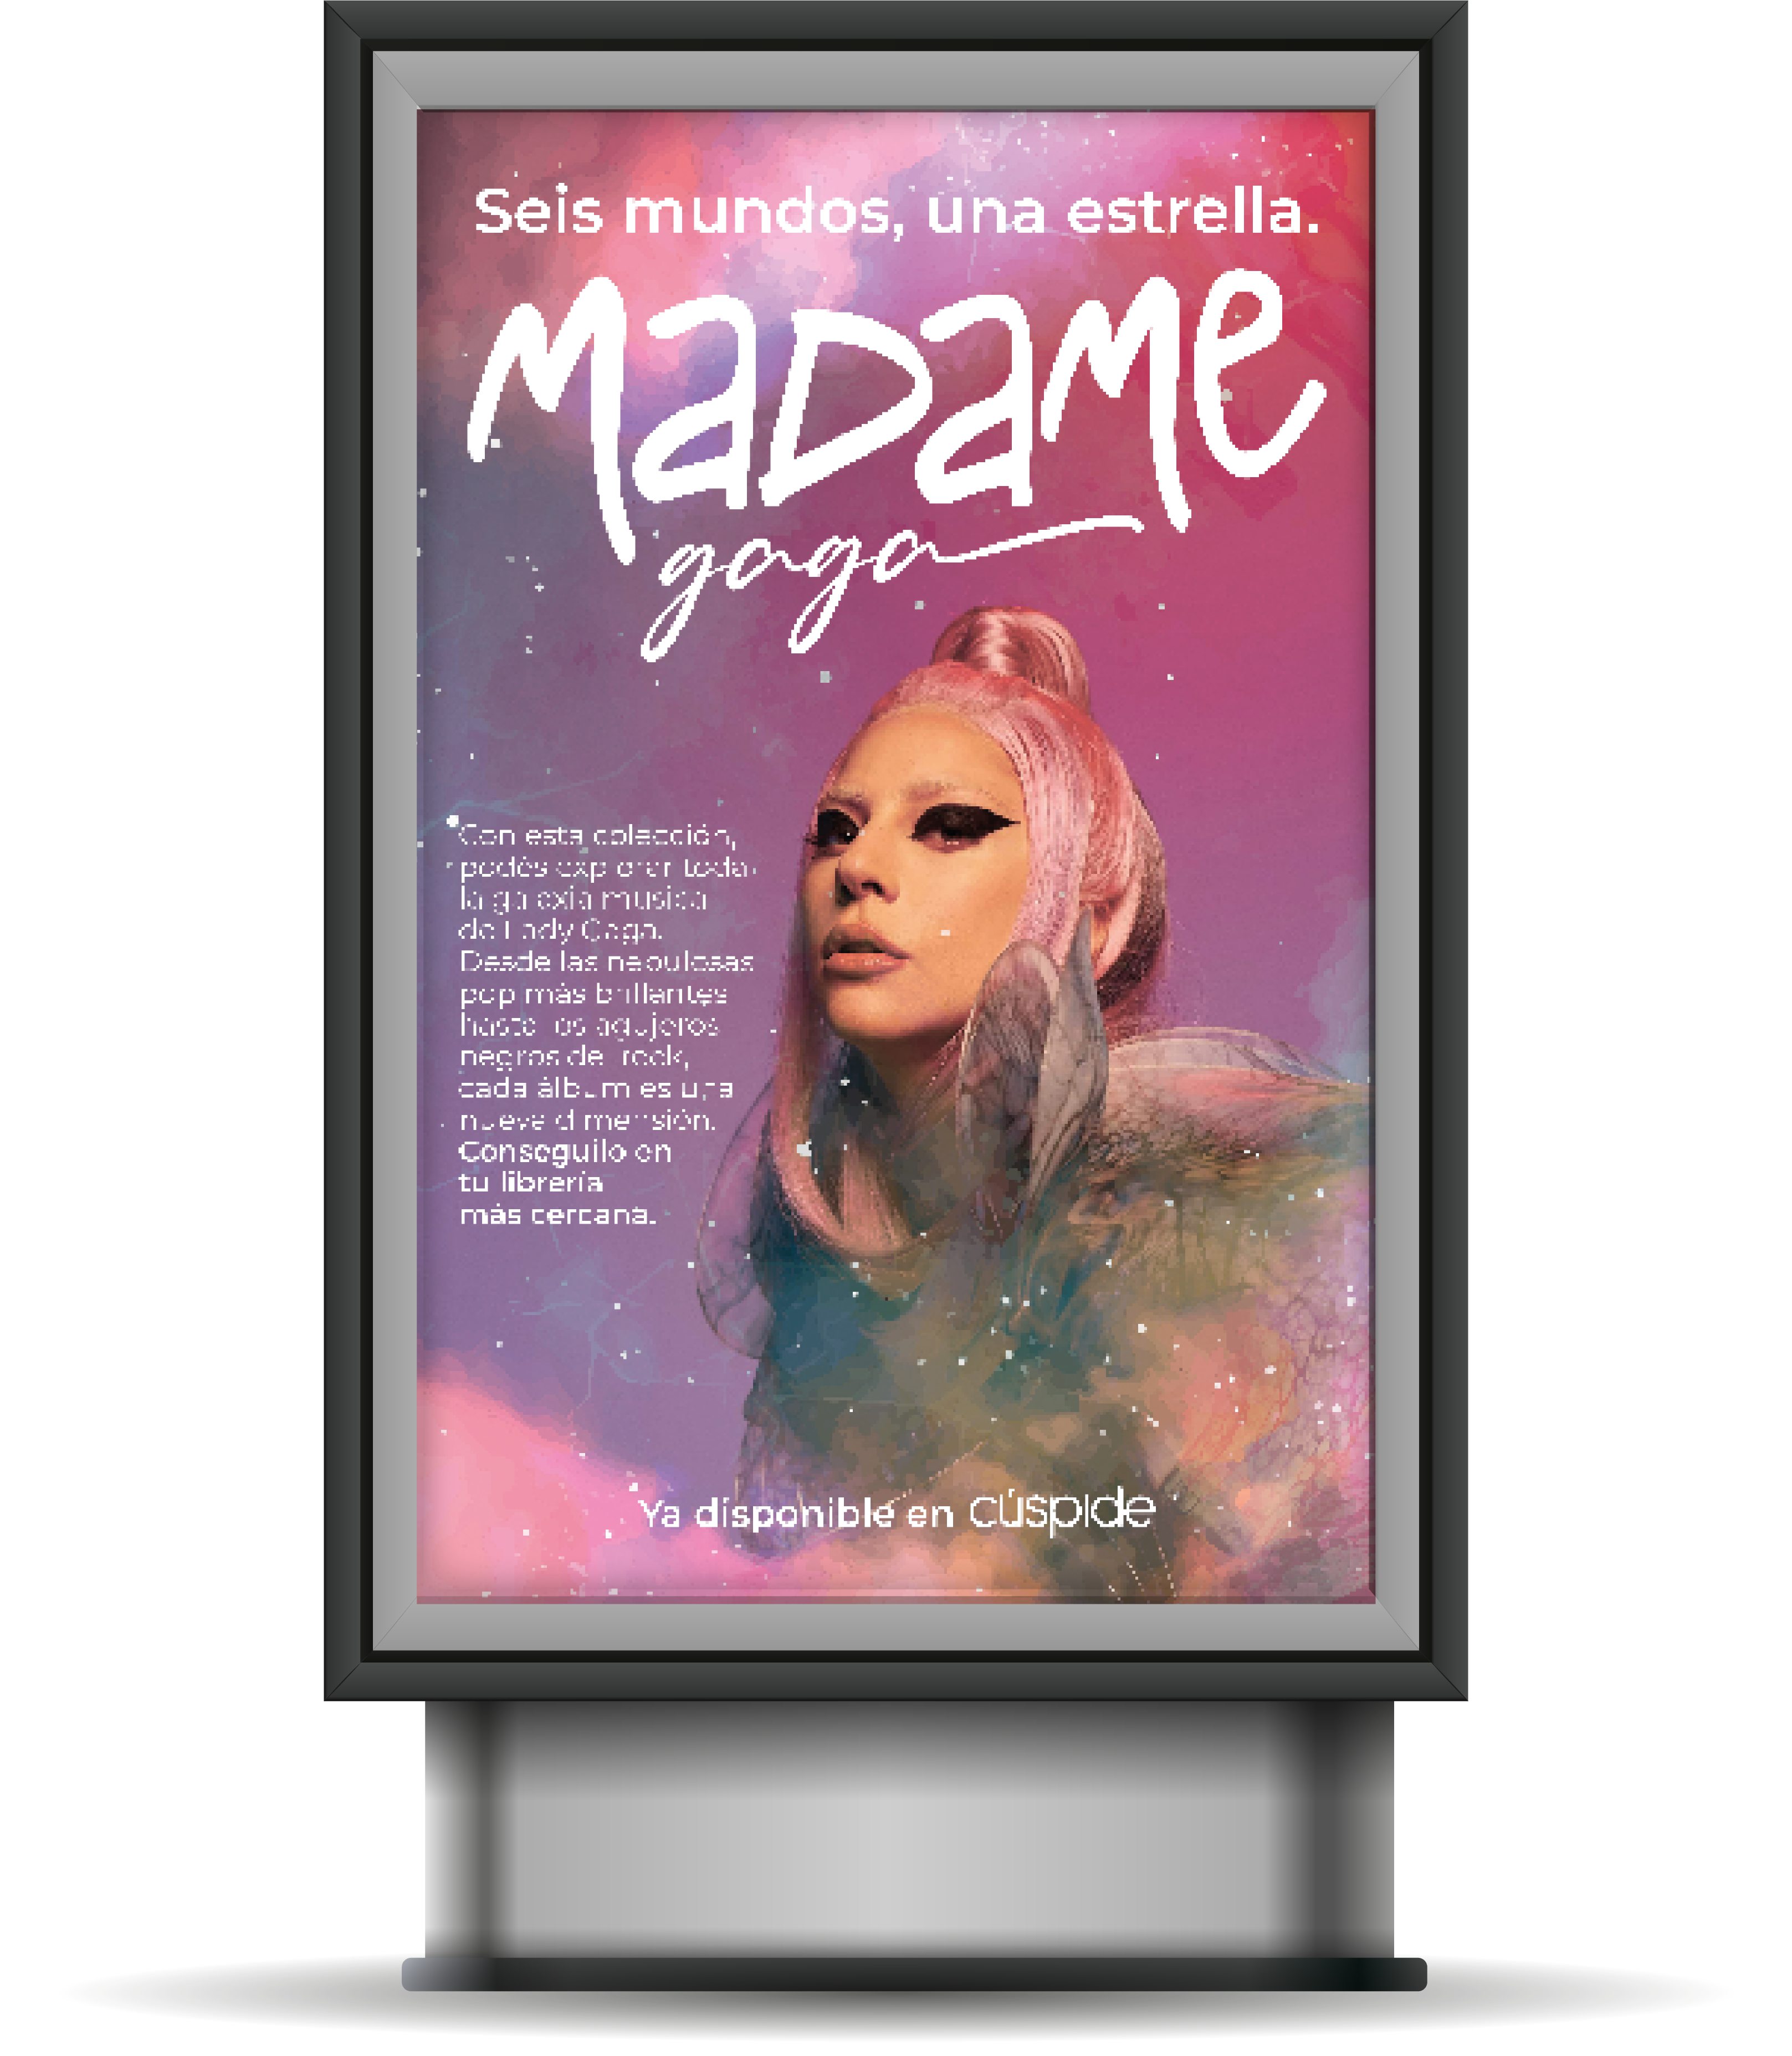 Seis mundos, una estrella.
MADAME
gaga
Con esta colección,
podés explorar toda
la galaxia musical
de Lady Gaga.
Desde las nebulosas
pop más brillantes
hasta los agujeros
negros del rock,
cada álbum es una
nueva dimensión.
Conseguilo en
tu librería
más cercana.
Ya disponible en cúspide